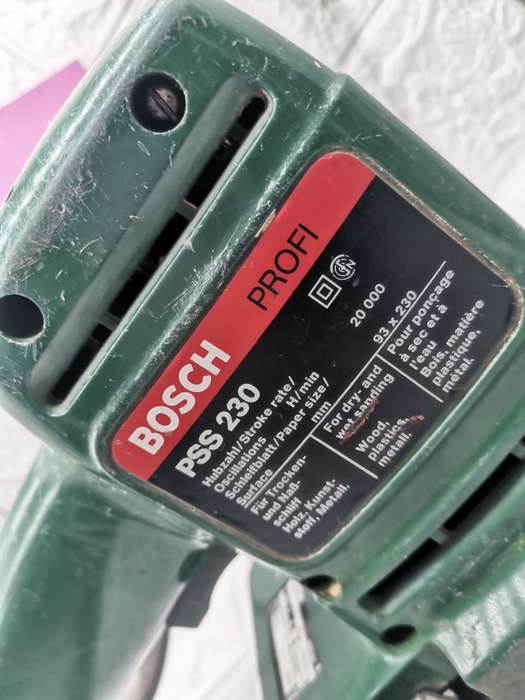 BOSCH PROFI
PSS 230
Hubzahl/Stroke rate/
Oscillations H/min 20 000
Schleifblatt/Paper size/
Surface mm 93 x 230
Für Trocken-
und Naß-
schliff
Holz, Kunst-
stoff, Metall.
For dry-and
wet sanding
Wood,
plastics,
metall.
Pour ponçage
à sec et à
l'eau
Bois, matière
plastique,
métal.